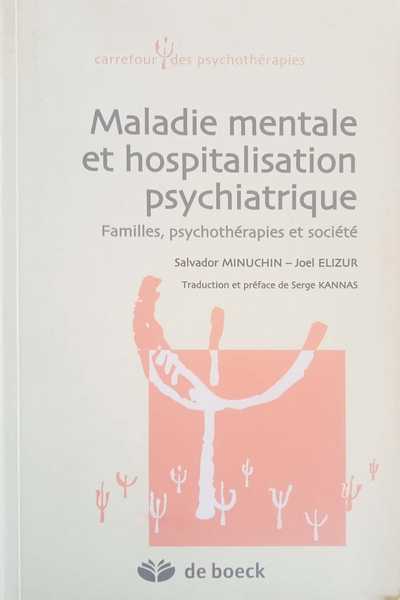 carrefour des psychothérapies
Maladie mentale
et hospitalisation
psychiatrique
Familles, psychothérapies et société
Salvador MINUCHIN – Joel ELIZUR
Traduction et préface de Serge KANNAS
de boeck